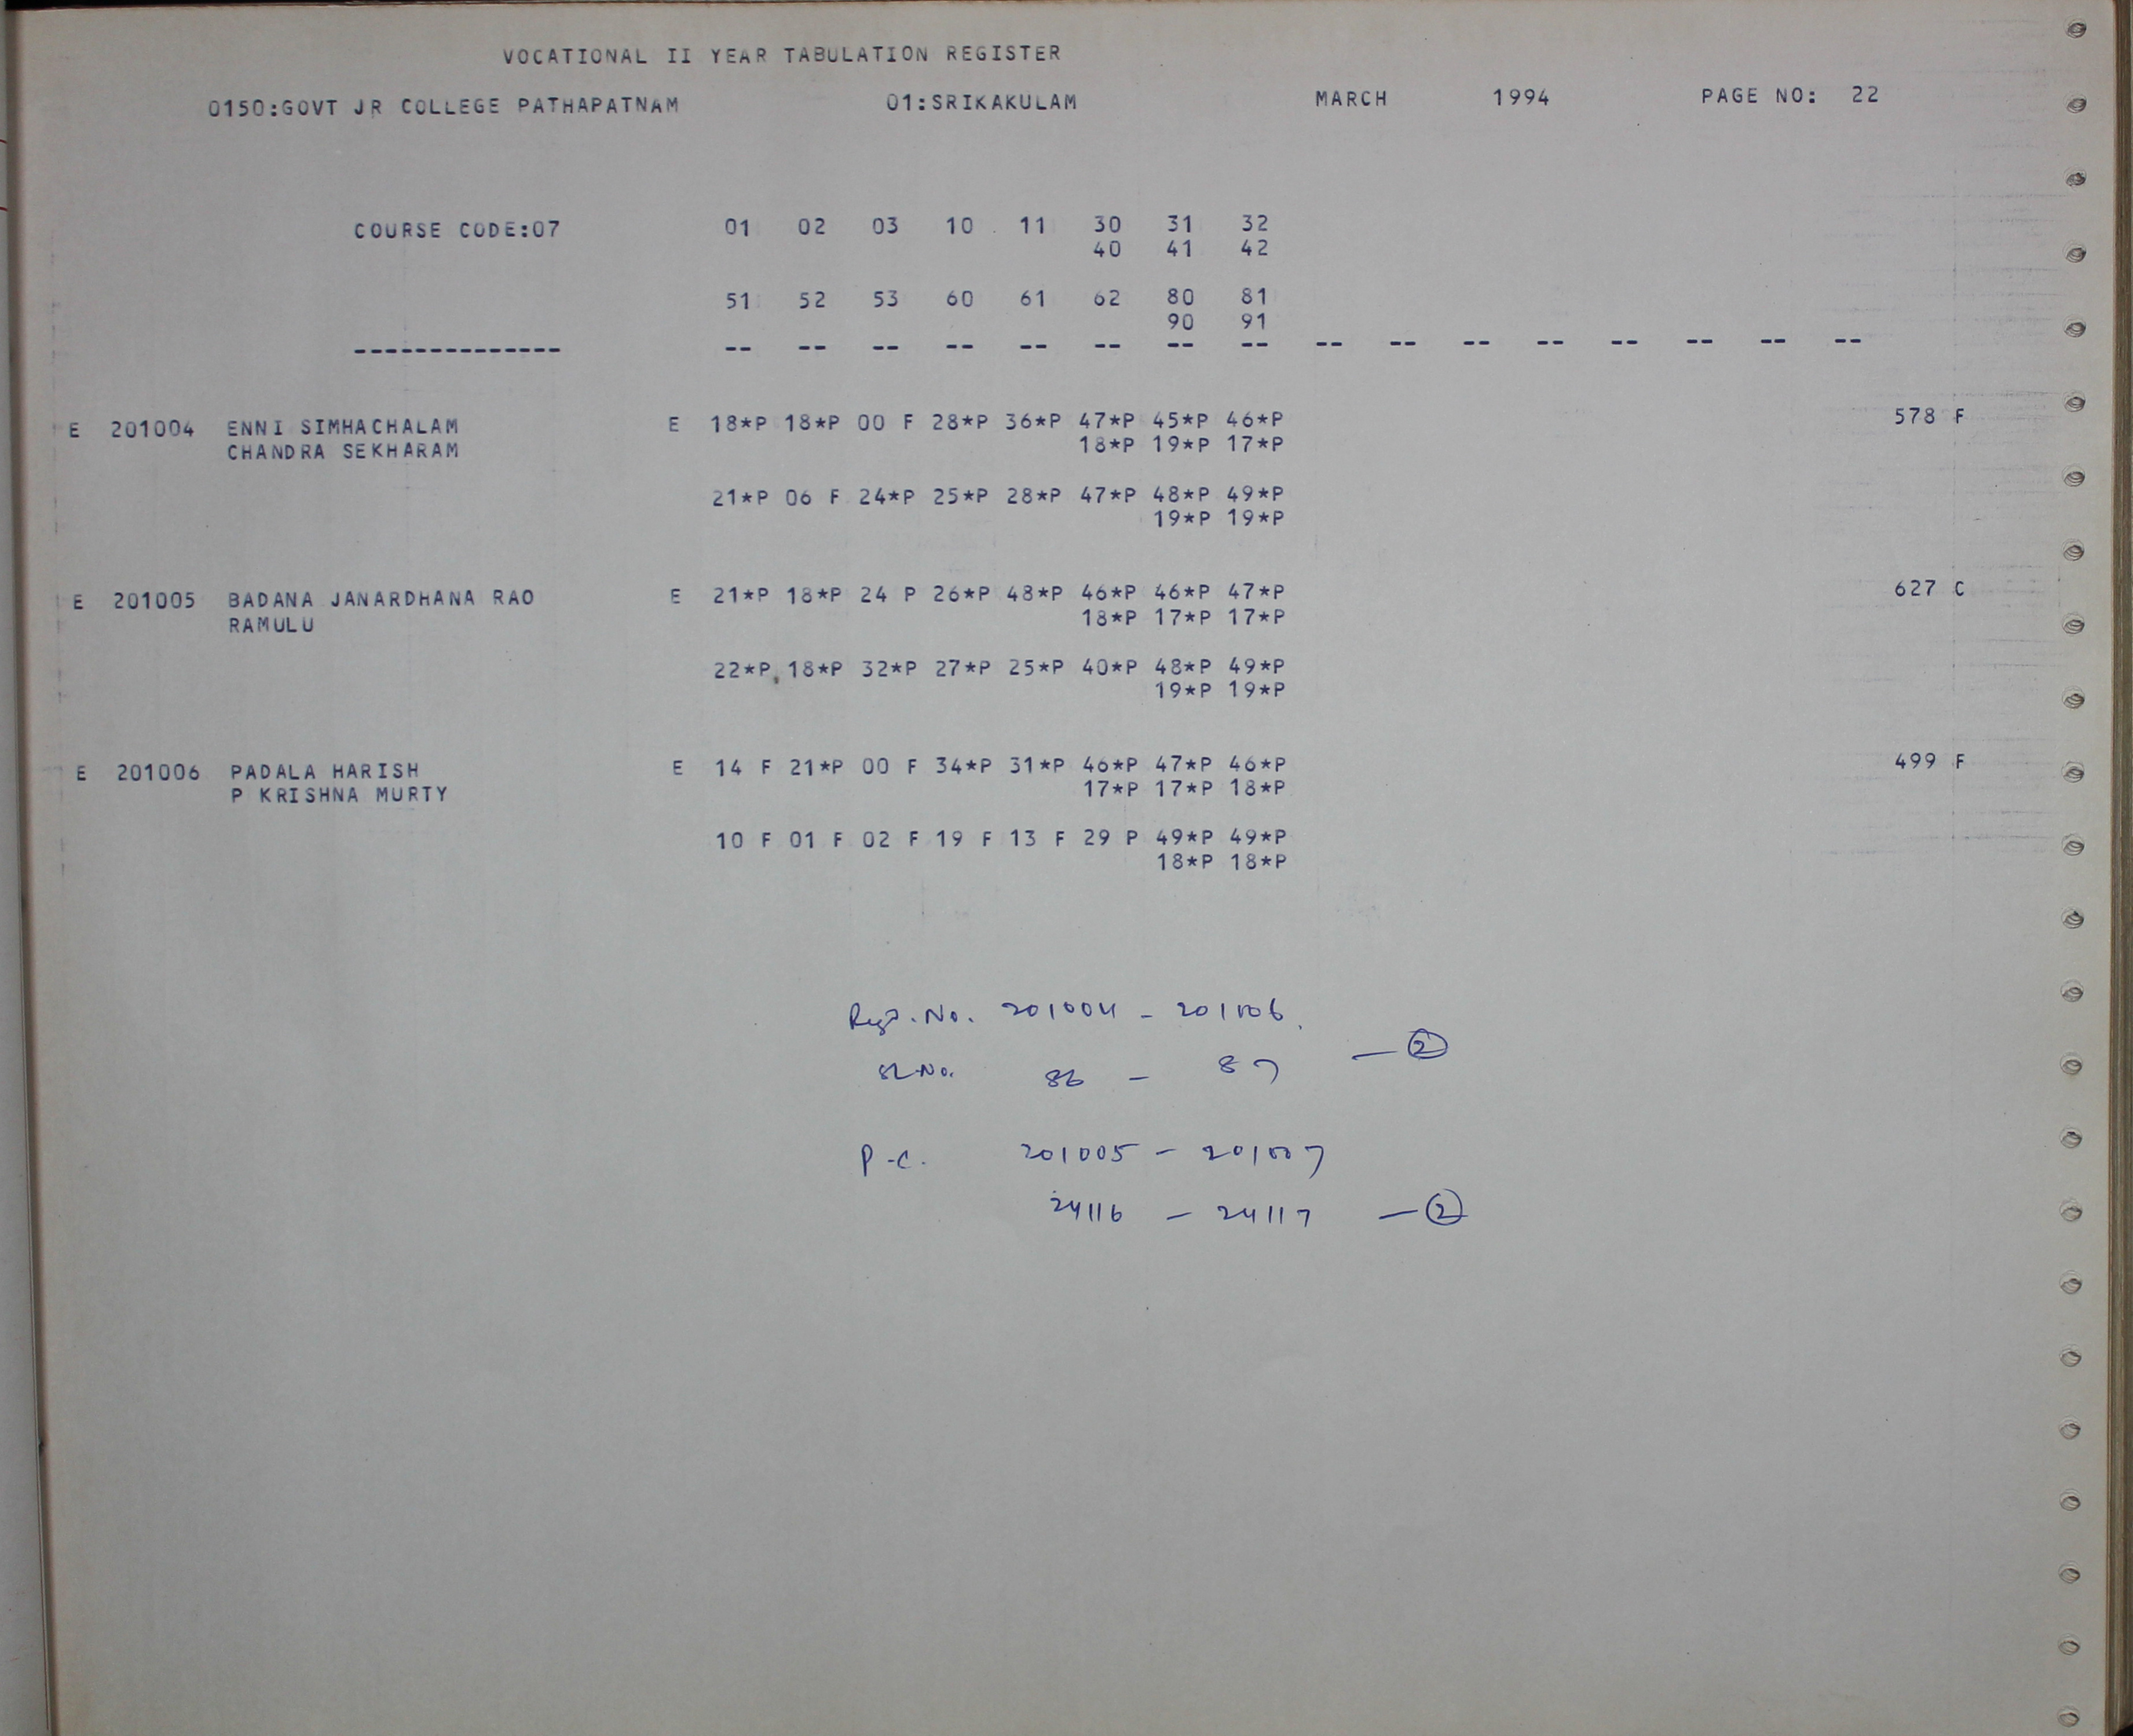 VOCATIONAL II YEAR TABULATION REGISTER
0150:GOVT JR COLLEGE PATHAPATNAM 01:SRIKAKULAM MARCH 1994 PAGE NO: 22
COURSE CODE:07 01 02 03 10 11 30 31 32
40 41 42
51 52 53 60 61 62 80 81
90 91
-------------- -- -- -- -- -- -- -- -- -- -- -- -- -- -- -- --
E 201004 ENNI SIMHACHALAM E 18*P 18*P 00 F 28*P 36*P 47*P 45*P 46*P 578 F
CHANDRA SEKHARAM 18*P 19*P 17*P
21*P 06 F 24*P 25*P 28*P 47*P 48*P 49*P
19*P 19*P
E 201005 BADANA JANARDHANA RAO E 21*P 18*P 24 P 26*P 48*P 46*P 46*P 47*P 627 C
RAMULU 18*P 17*P 17*P
22*P 18*P 32*P 27*P 25*P 40*P 48*P 49*P
19*P 19*P
E 201006 PADALA HARISH E 14 F 21*P 00 F 34*P 31*P 46*P 47*P 46*P 499 F
P KRISHNA MURTY 17*P 17*P 18*P
10 F 01 F 02 F 19 F 13 F 29 P 49*P 49*P
18*P 18*P
No. 201004 - 201006
Sl.No. 86 - 87 - 2
P.C. 201005 - 201007
24116 - 24117 - 2